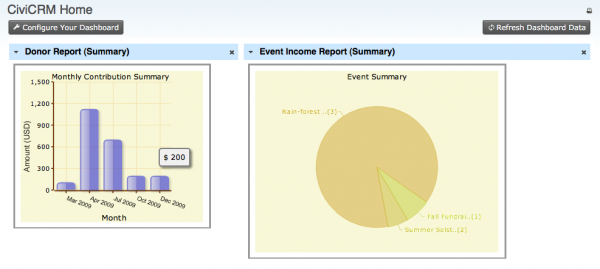 CiviCRM Home
Configure Your Dashboard
Refresh Dashboard Data
Donor Report (Summary)
Event Income Report (Summary)
Monthly Contribution Summary
1,500
1,200
900
600
300
0
Amount (USD)
$ 200
Mar 2009
Apr 2009
Jul 2009
Oct 2009
Dec 2009
Month
Event Summary
Rain-forest ..(3)
Fall Fundrai..(1)
Summer Solst..(2)